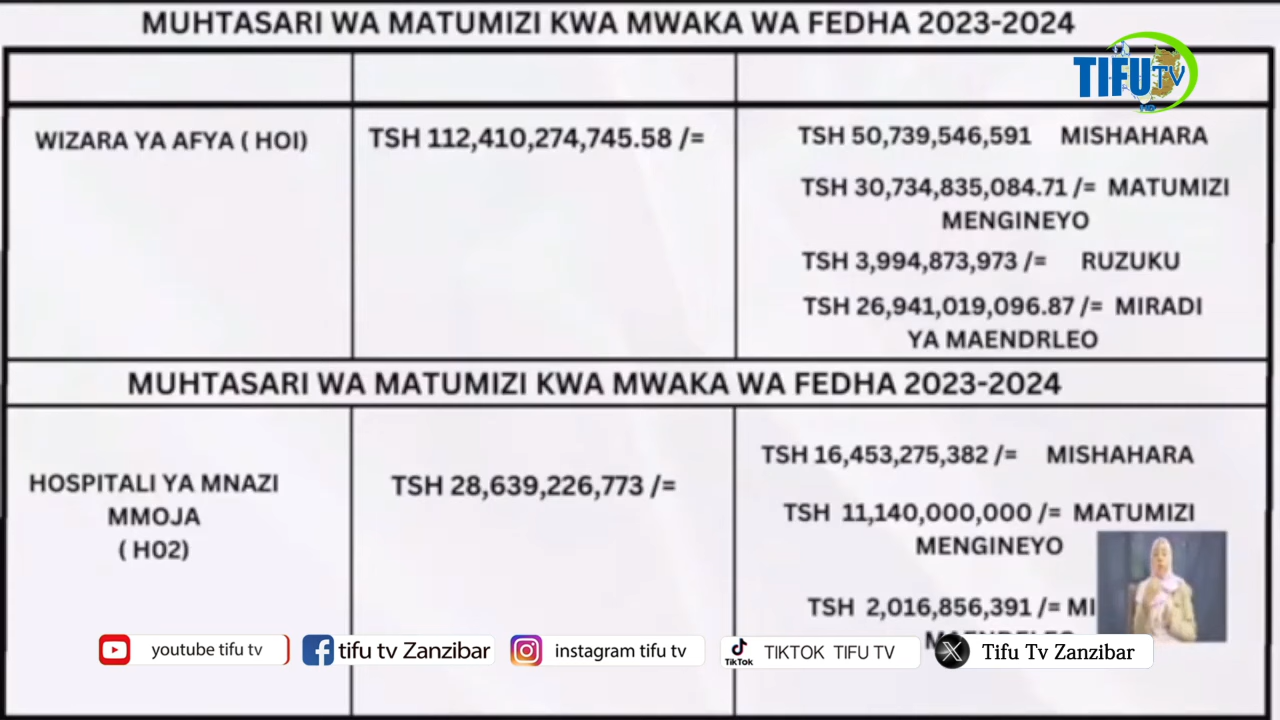 MUHTASARI WA MATUMIZI KWA MWAKA WA FEDHA 2023-2024
TIFU TV
WIZARA YA AFYA ( HOI)
TSH 112,410,274,745.58 /=
TSH 50,739,546,591 MISHAHARA
TSH 30,734,835,084.71 /= MATUMIZI
MENGINEYO
TSH 3,994,873,973 /= RUZUKU
TSH 26,941,019,096.87 /= MIRADI
YA MAENDRLEO
MUHTASARI WA MATUMIZI KWA MWAKA WA FEDHA 2023-2024
HOSPITALI YA MNAZI
MMOJA
( H02)
TSH 28,639,226,773 /=
TSH 16,453,275,382 /= MISHAHARA
TSH 11,140,000,000 /= MATUMIZI
MENGINEYO
TSH 2,016,856,391 /= MI
youtube tifu tv
tifu tv Zanzibar
instagram tifu tv
TikTok
TIKTOK TIFU TV
Tifu Tv Zanzibar